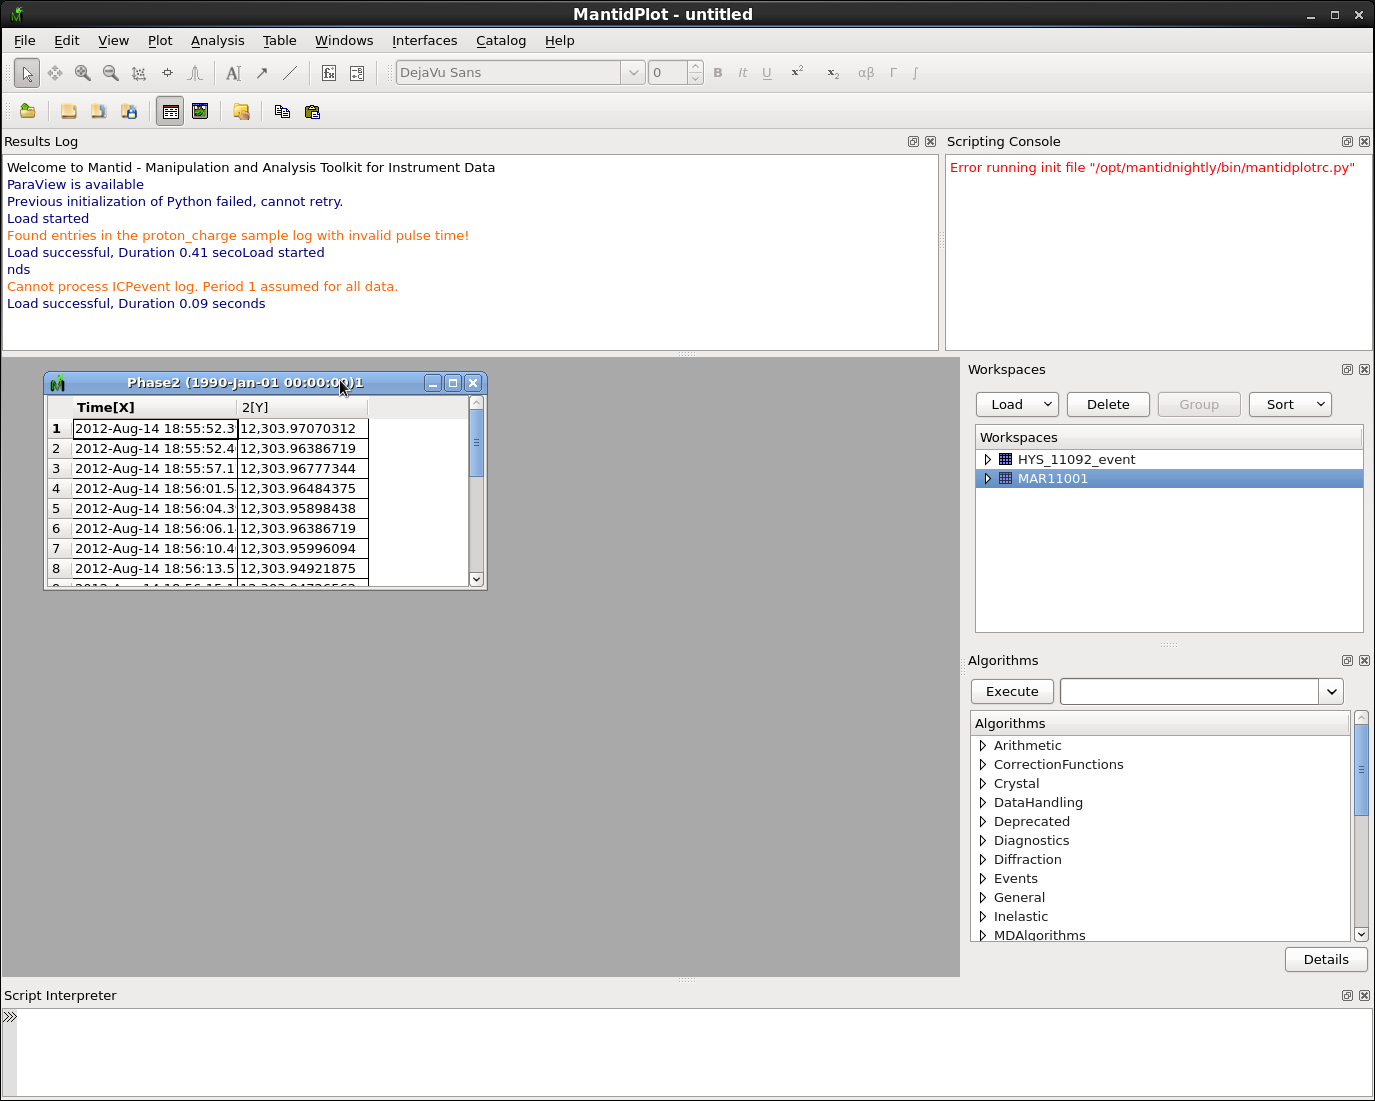 MantidPlot - untitled
File Edit View Plot Analysis Table Windows Interfaces Catalog Help
DejaVu Sans 0 B It U x² x₂ αβ Γ ∫
Results Log
Welcome to Mantid - Manipulation and Analysis Toolkit for Instrument Data
ParaView is available
Previous initialization of Python failed, cannot retry.
Load started
Found entries in the proton_charge sample log with invalid pulse time!
Load successful, Duration 0.41 secoLoad started
nds
Cannot process ICPevent log. Period 1 assumed for all data.
Load successful, Duration 0.09 seconds
Scripting Console
Error running init file "/opt/mantidnightly/bin/mantidplotrc.py"
Phase2 (1990-Jan-01 00:00:00)1
Time[X] 2[Y]
1 2012-Aug-14 18:55:52.3 12,303.97070312
2 2012-Aug-14 18:55:52.4 12,303.96386719
3 2012-Aug-14 18:55:57.1 12,303.96777344
4 2012-Aug-14 18:56:01.5 12,303.96484375
5 2012-Aug-14 18:56:04.3 12,303.95898438
6 2012-Aug-14 18:56:06.1 12,303.96386719
7 2012-Aug-14 18:56:10.4 12,303.95996094
8 2012-Aug-14 18:56:13.5 12,303.94921875
Workspaces
Load Delete Group Sort
Workspaces
HYS_11092_event
MAR11001
Algorithms
Execute
Algorithms
Arithmetic
CorrectionFunctions
Crystal
DataHandling
Deprecated
Diagnostics
Diffraction
Events
General
Inelastic
MDAlgorithms
Details
Script Interpreter
>>>